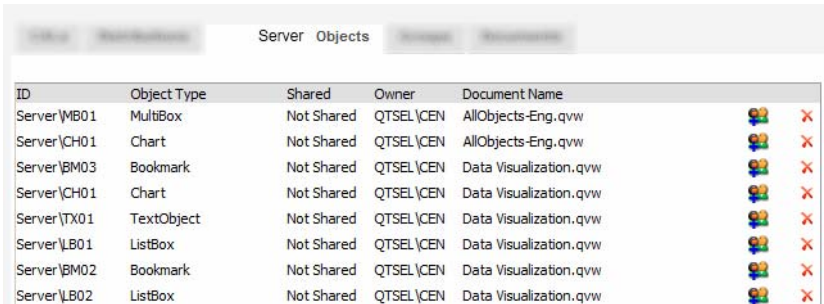 Server Objects
ID Object Type Shared Owner Document Name
Server\MB01 MultiBox Not Shared QTSEL\CEN AllObjects-Eng.qvw
Server\CH01 Chart Not Shared QTSEL\CEN AllObjects-Eng.qvw
Server\BM03 Bookmark Not Shared QTSEL\CEN Data Visualization.qvw
Server\CH01 Chart Not Shared QTSEL\CEN Data Visualization.qvw
Server\TX01 TextObject Not Shared QTSEL\CEN Data Visualization.qvw
Server\LB01 ListBox Not Shared QTSEL\CEN Data Visualization.qvw
Server\BM02 Bookmark Not Shared QTSEL\CEN Data Visualization.qvw
Server\LB02 ListBox Not Shared QTSEL\CEN Data Visualization.qvw